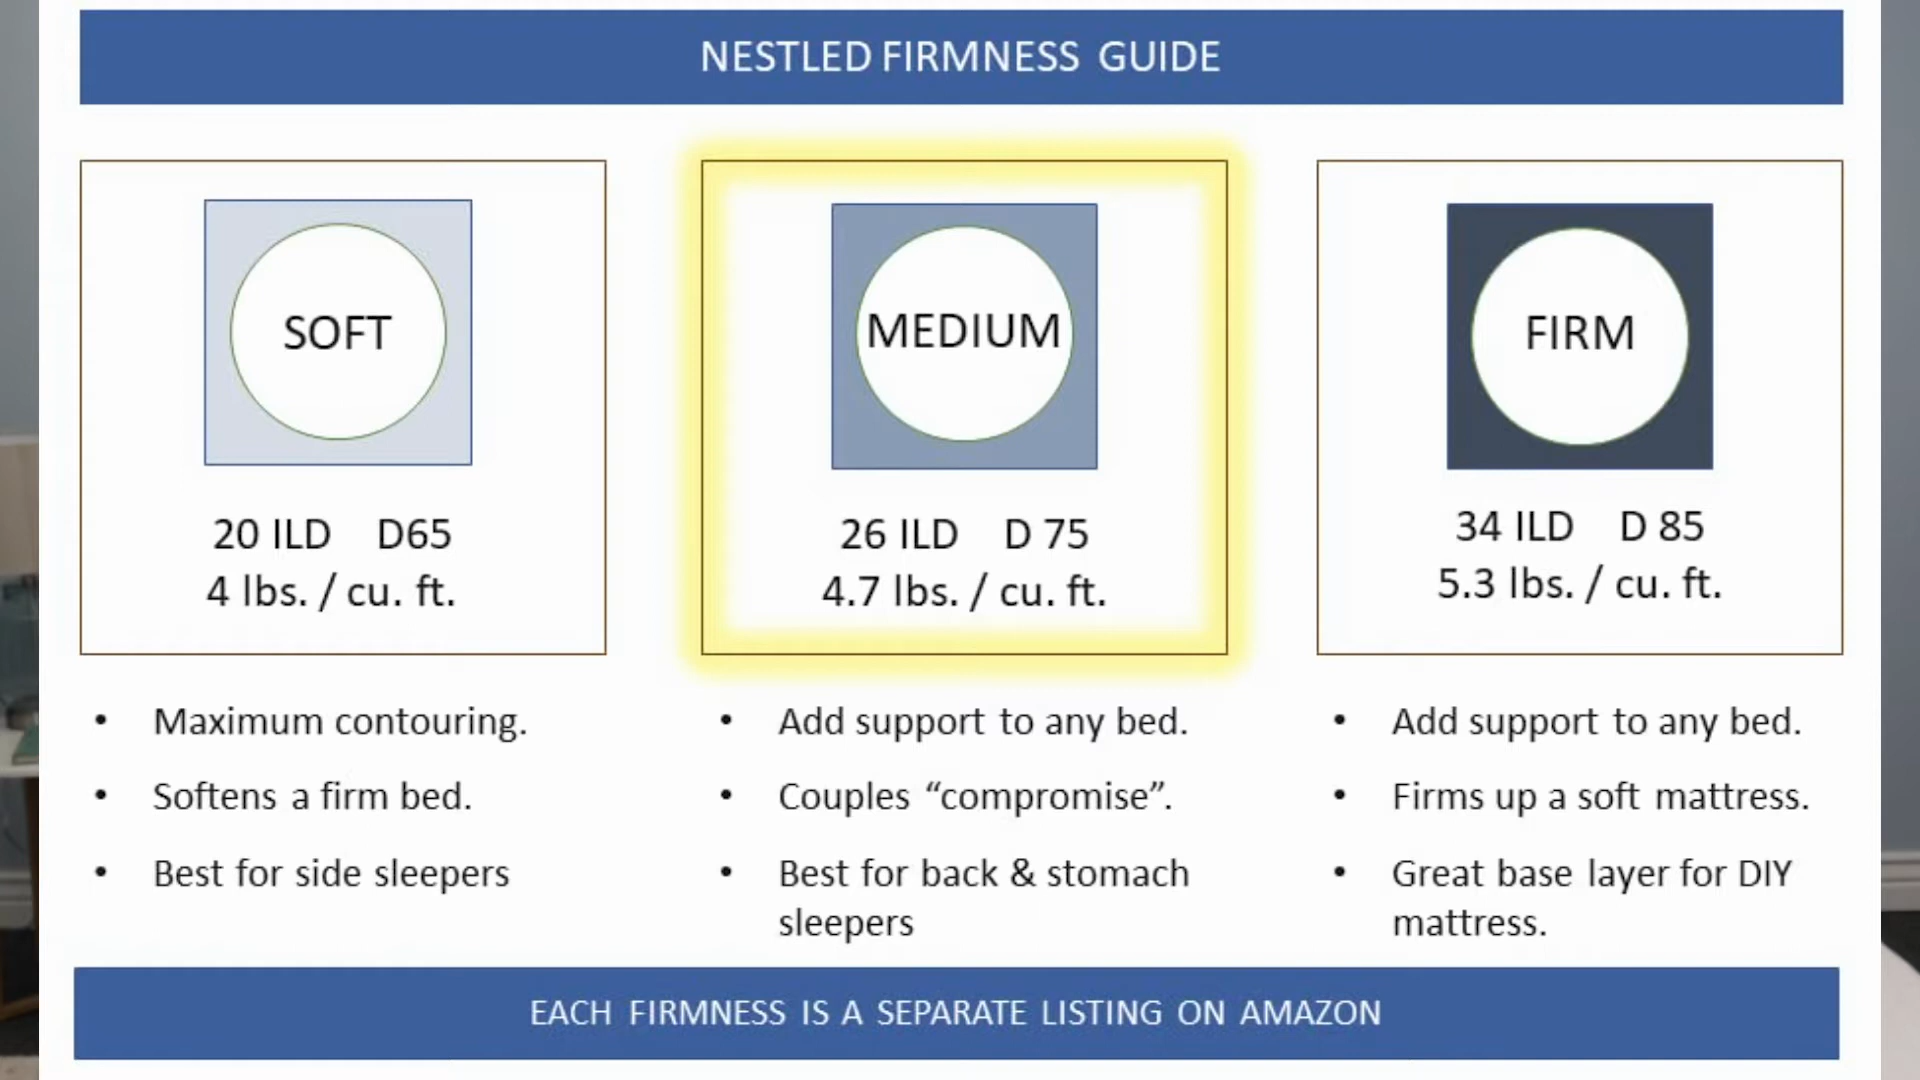 NESTLED FIRMNESS GUIDE
SOFT
20 ILD D65
4 lbs. / cu. ft.
• Maximum contouring.
• Softens a firm bed.
• Best for side sleepers
MEDIUM
26 ILD D 75
4.7 lbs. / cu. ft.
• Add support to any bed.
• Couples “compromise”.
• Best for back & stomach
sleepers
FIRM
34 ILD D 85
5.3 lbs. / cu. ft.
• Add support to any bed.
• Firms up a soft mattress.
• Great base layer for DIY
mattress.
EACH FIRMNESS IS A SEPARATE LISTING ON AMAZON